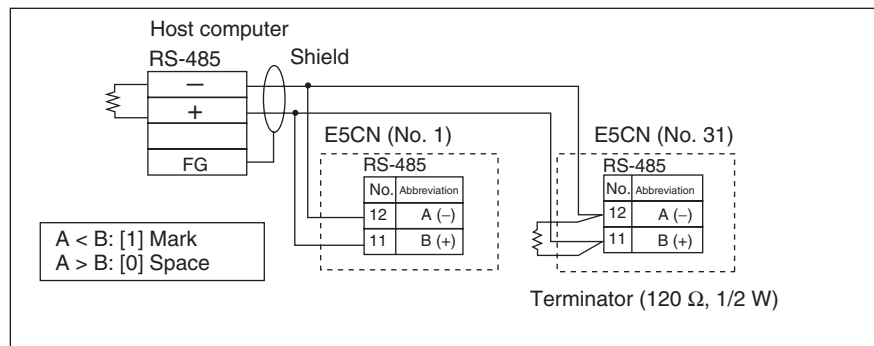 Host computer
RS-485
Shield
−
+
FG
E5CN (No. 1)
RS-485
No. Abbreviation
12 A (−)
11 B (+)
E5CN (No. 31)
RS-485
No. Abbreviation
12 A (−)
11 B (+)
A < B: [1] Mark
A > B: [0] Space
Terminator (120 Ω, 1/2 W)